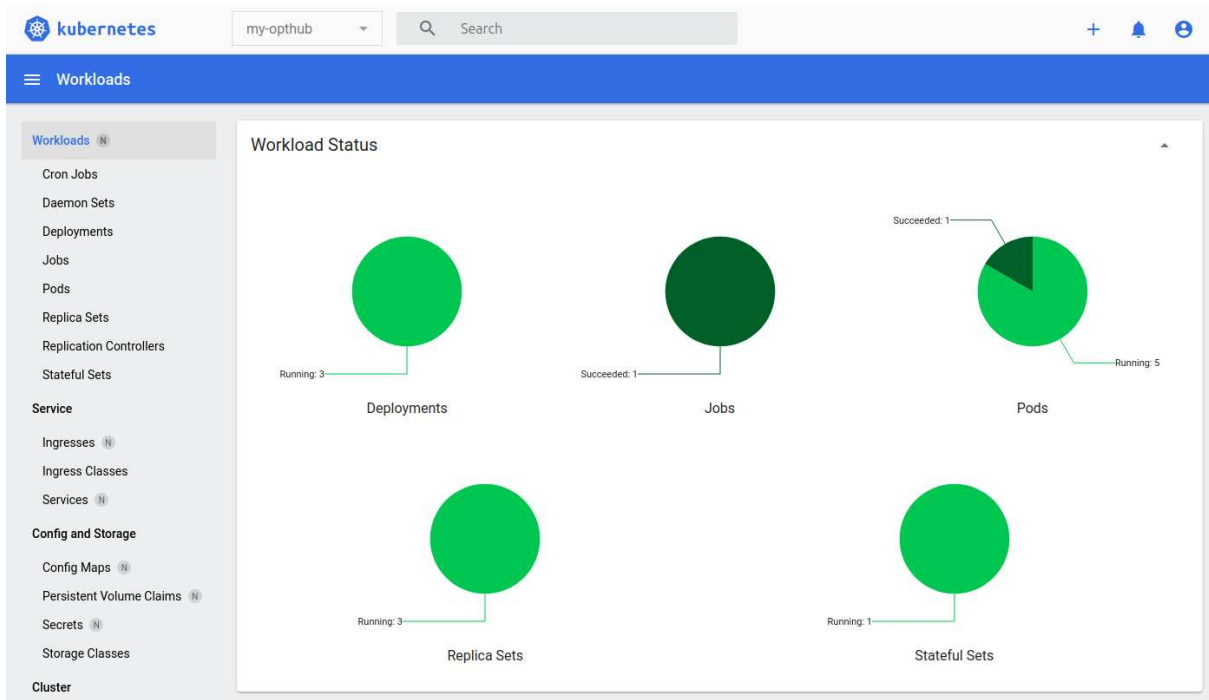 kubernetes
my-opthub
Search
Workloads
Workloads N
Cron Jobs
Daemon Sets
Deployments
Jobs
Pods
Replica Sets
Replication Controllers
Stateful Sets
Service
Ingresses N
Ingress Classes
Services N
Config and Storage
Config Maps N
Persistent Volume Claims N
Secrets N
Storage Classes
Cluster
Workload Status
Running: 3
Deployments
Succeeded: 1
Jobs
Succeeded: 1
Running: 5
Pods
Running: 3
Replica Sets
Running: 1
Stateful Sets